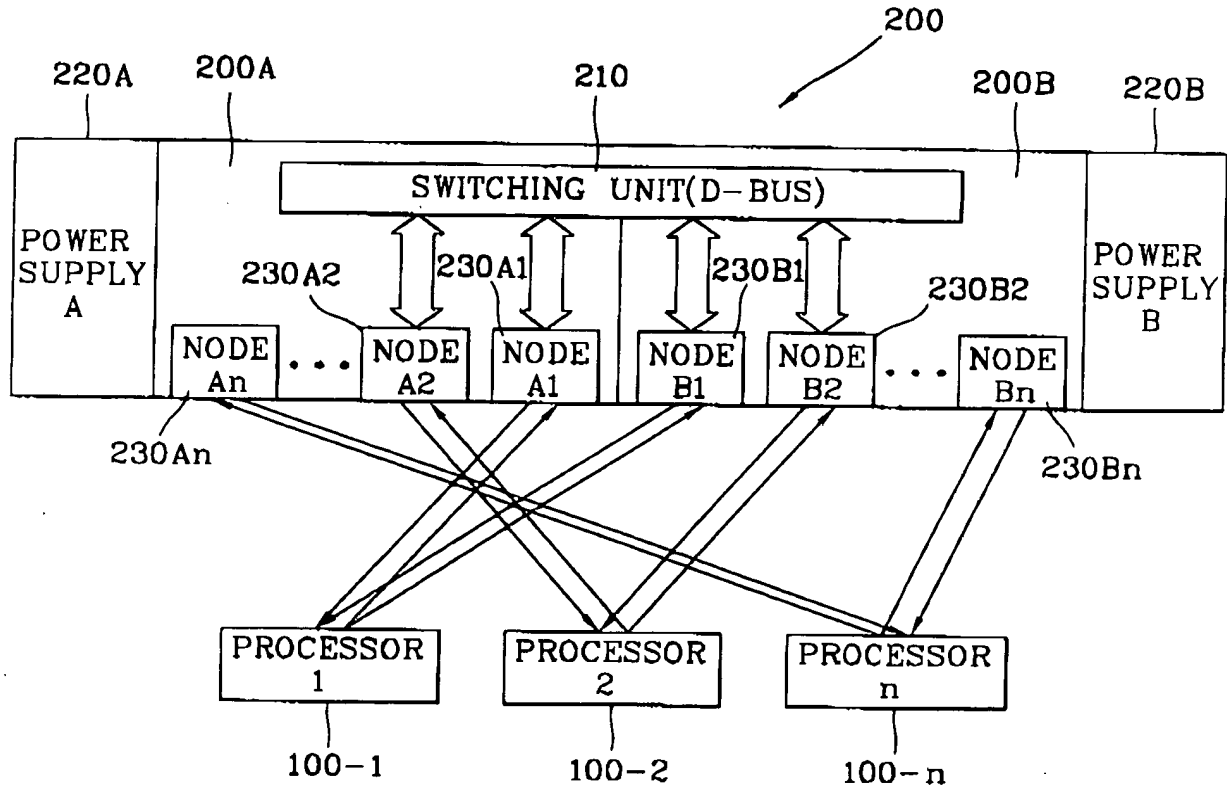 200
220A
200A
210
200B
220B
SWITCHING UNIT(D-BUS)
POWER
SUPPLY
A
POWER
SUPPLY
B
230A2
230A1
230B1
230B2
NODE
An
NODE
A2
NODE
A1
NODE
B1
NODE
B2
NODE
Bn
230An
230Bn
PROCESSOR
1
PROCESSOR
2
PROCESSOR
n
100-1
100-2
100-n